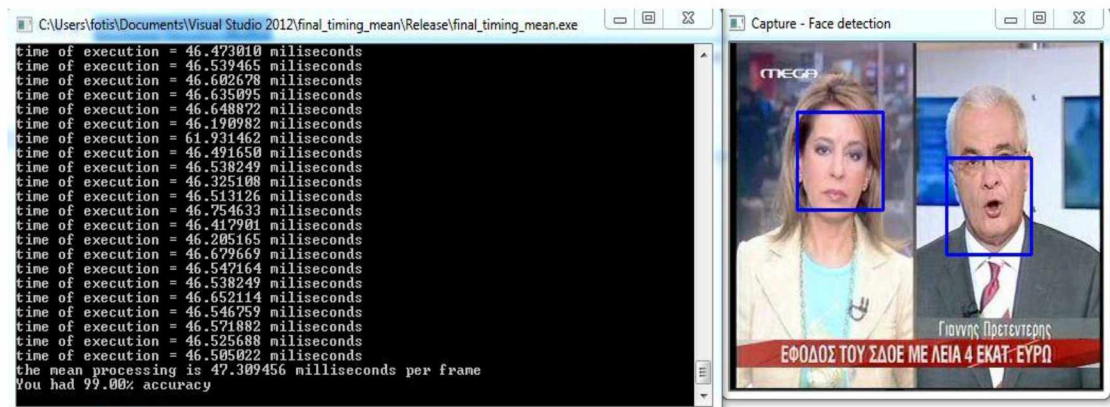 C:\Users\fotis\Documents\Visual Studio 2012\final_timing_mean\Release\final_timing_mean.exe
time of execution = 46.473010 miliseconds
time of execution = 46.539465 miliseconds
time of execution = 46.602678 miliseconds
time of execution = 46.635095 miliseconds
time of execution = 46.648872 miliseconds
time of execution = 46.190982 miliseconds
time of execution = 61.931462 miliseconds
time of execution = 46.491650 miliseconds
time of execution = 46.538249 miliseconds
time of execution = 46.325108 miliseconds
time of execution = 46.513126 miliseconds
time of execution = 46.754633 miliseconds
time of execution = 46.417901 miliseconds
time of execution = 46.205165 miliseconds
time of execution = 46.679669 miliseconds
time of execution = 46.547164 miliseconds
time of execution = 46.538249 miliseconds
time of execution = 46.652114 miliseconds
time of execution = 46.546759 miliseconds
time of execution = 46.571882 miliseconds
time of execution = 46.525688 miliseconds
time of execution = 46.505022 miliseconds
the mean processing is 47.309456 milliseconds per frame
You had 99.00% accuracy
Capture - Face detection
MEGA
Γιαννης Πρετεντερης
ΕΦΟΔΟΣ ΤΟΥ ΣΔΟΕ ΜΕ ΛΕΙΑ 4 ΕΚΑΤ. ΕΥΡΩ